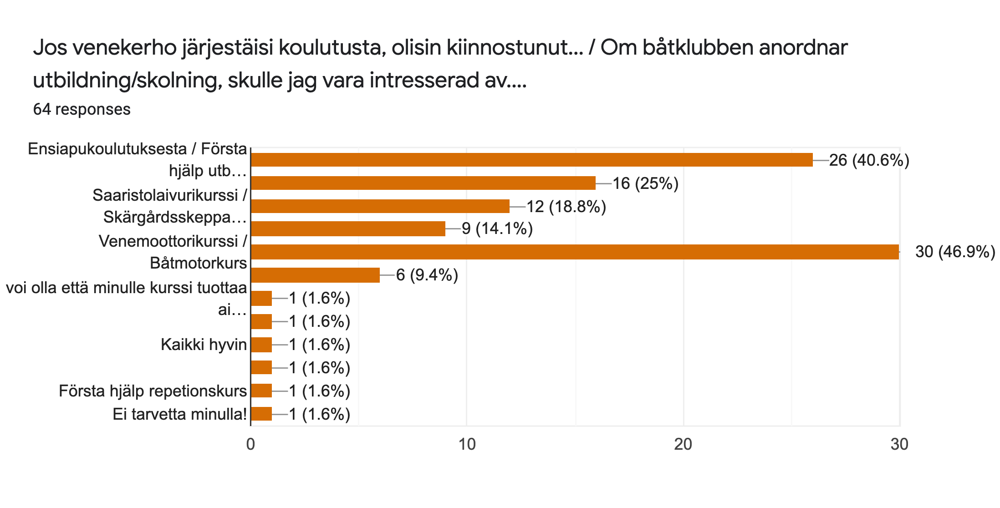 Jos venekerho järjestäisi koulutusta, olisin kiinnostunut... / Om båtklubben anordnar
utbildning/skolning, skulle jag vara intresserad av....
64 responses
Ensiapukoulutuksesta / Första
hjälp utb…
26 (40.6%)
16 (25%)
Saaristolaivurikurssi /
Skärgårdsskeppa…
12 (18.8%)
9 (14.1%)
Venemoottorikurssi /
Båtmotorkurs
30 (46.9%)
6 (9.4%)
voi olla että minulle kurssi tuottaa
ai…
1 (1.6%)
1 (1.6%)
Kaikki hyvin
1 (1.6%)
1 (1.6%)
Första hjälp repetionskurs
1 (1.6%)
Ei tarvetta minulla!
1 (1.6%)
0
10
20
30